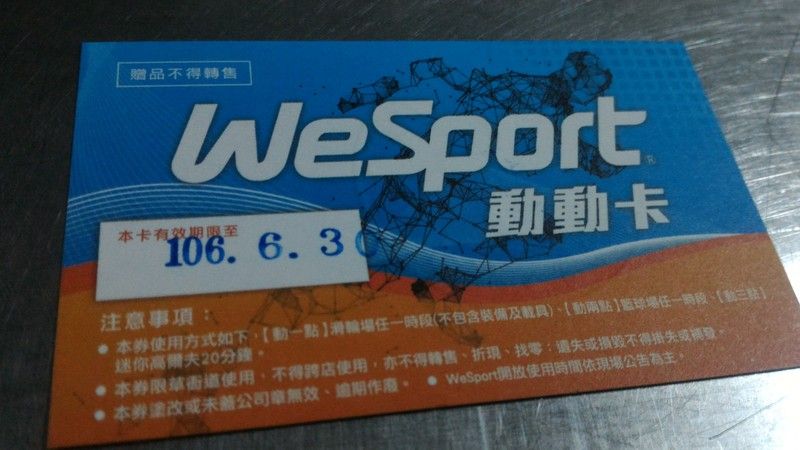 贈品不得轉售
WeSport®
動動卡
本卡有效期限至
106. 6. 30
注意事項：
● 本券使用方式如下，【動一點】滑輪場任一時段(不包含裝備及載具)、【動兩點】籃球場任一時段、【動三點】
迷你高爾夫20分鐘。
● 本券限草衙道使用、不得跨店使用，亦不得轉售、折現、找零；遺失或損毀不得掛失或補發。
● 本券塗改或未蓋公司章無效、逾期作廢。 ● WeSport開放使用時間依現場公告為主。